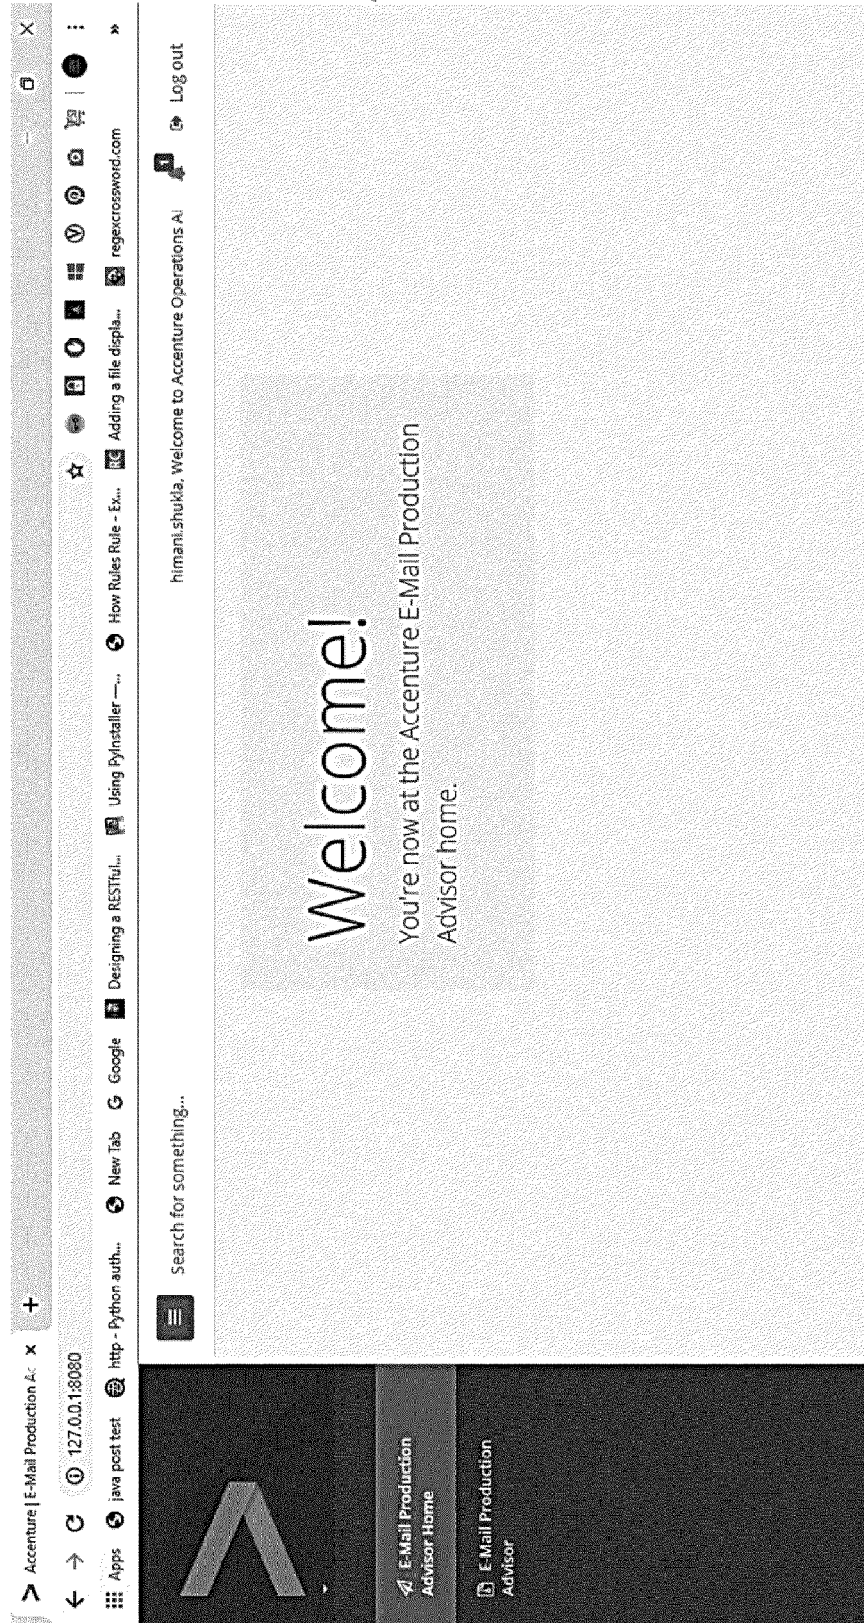 Accenture | E-Mail Production Ac
127.0.0.1:8080
Apps java post test http - Python auth... New Tab Google Designing a RESTful... Using PyInstaller —... How Rules Rule - Ex... Adding a file displa... regexcrossword.com
Search for something... himani.shukla, Welcome to Accenture Operations AI 1 Log out
E-Mail Production
Advisor Home
E-Mail Production
Advisor
Welcome!
You're now at the Accenture E-Mail Production
Advisor home.